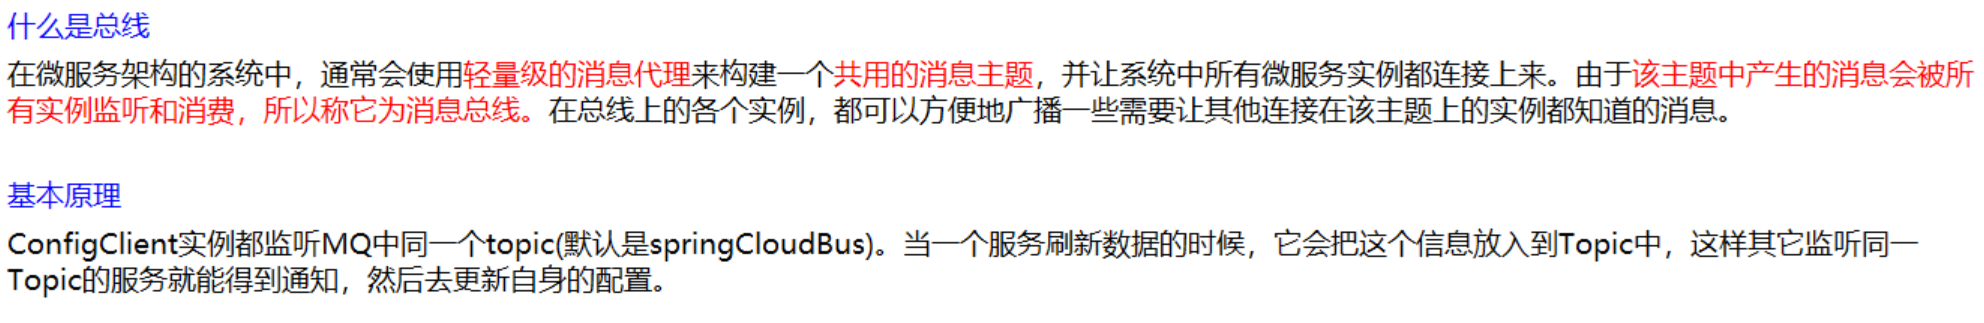 什么是总线
在微服务架构的系统中，通常会使用轻量级的消息代理来构建一个共用的消息主题，并让系统中所有微服务实例都连接上来。由于该主题中产生的消息会被所
有实例监听和消费，所以称它为消息总线。在总线上的各个实例，都可以方便地广播一些需要让其他连接在该主题上的实例都知道的消息。
基本原理
ConfigClient实例都监听MQ中同一个topic(默认是springCloudBus)。当一个服务刷新数据的时候，它会把这个信息放入到Topic中，这样其它监听同一
Topic的服务就能得到通知，然后去更新自身的配置。